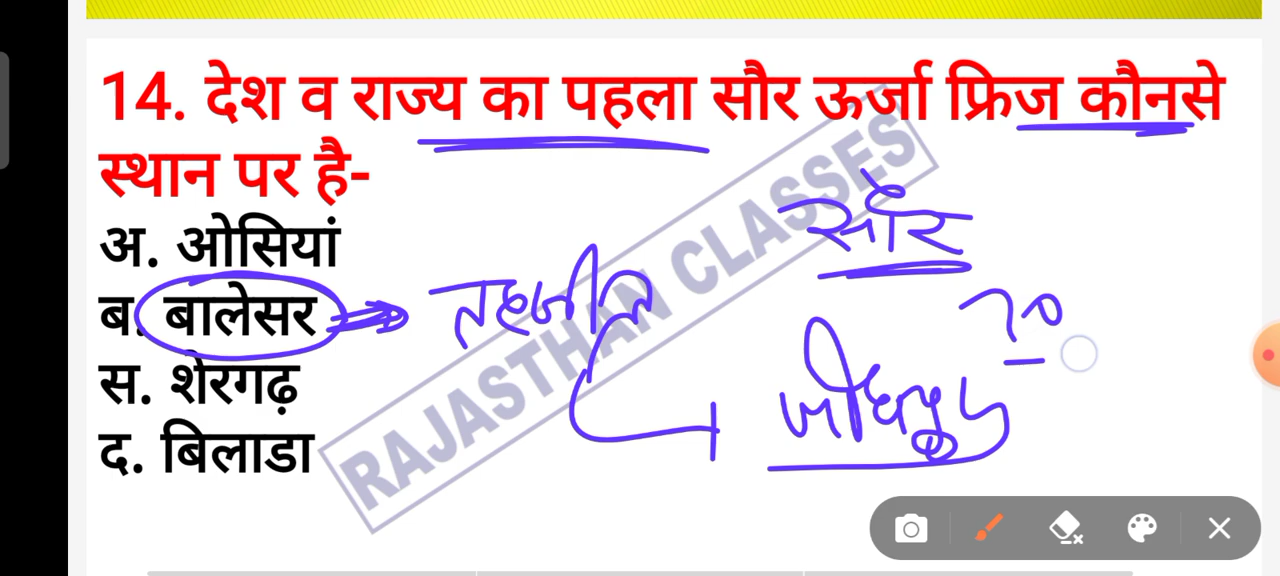 14. देश व राज्य का पहला सौर ऊर्जा फ्रिज कौनसे
स्थान पर है-
अ. ओसियां
ब. बालेसर
स. शेरगढ़
द. बिलाडा
सौर
तहसील
जोधपुर
RAJASTHAN CLASSES